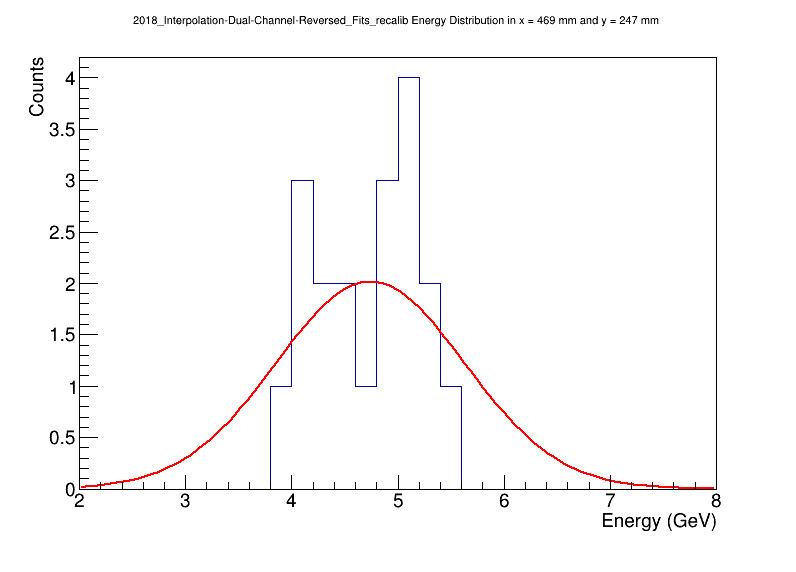 2018_Interpolation-Dual-Channel-Reversed_Fits_recalib Energy Distribution in x = 469 mm and y = 247 mm
Counts
4
3.5
3
2.5
2
1.5
1
0.5
0
2 3 4 5 6 7 8
Energy (GeV)